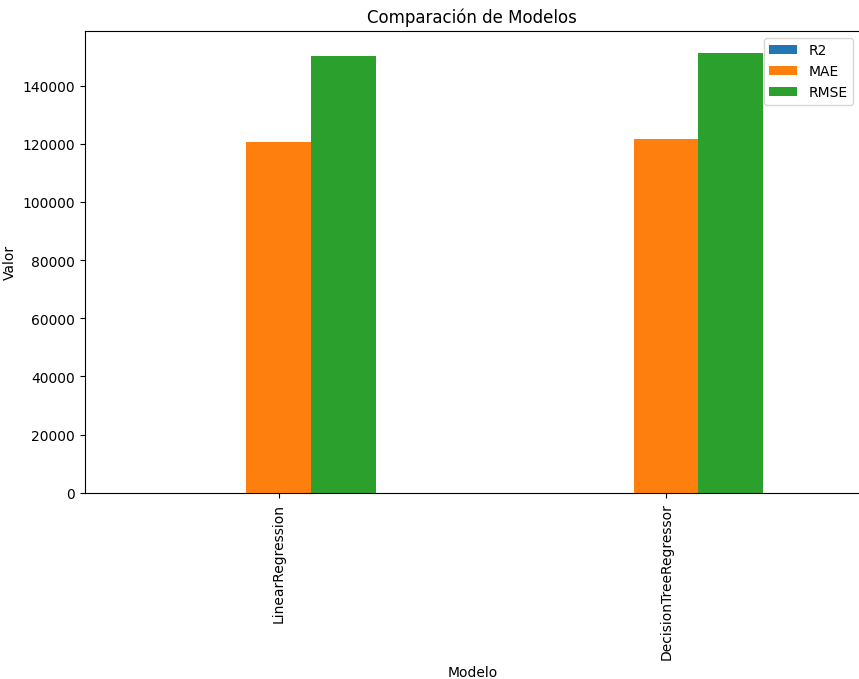 Comparación de Modelos
R2
MAE
RMSE
140000
120000
100000
80000
60000
40000
20000
0
Valor
LinearRegression
DecisionTreeRegressor
Modelo